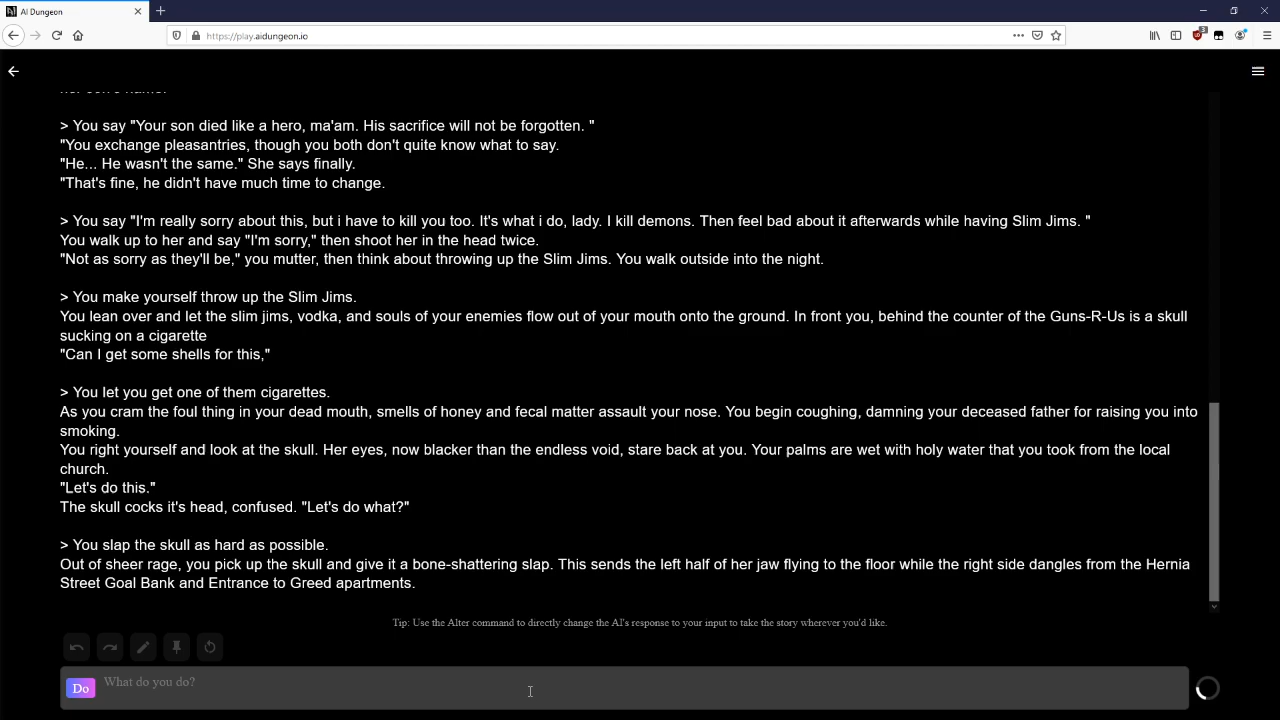 AI Dungeon
https://play.aidungeon.io
> You say "Your son died like a hero, ma'am. His sacrifice will not be forgotten. "
"You exchange pleasantries, though you both don't quite know what to say.
"He... He wasn't the same." She says finally.
"That's fine, he didn't have much time to change.
> You say "I'm really sorry about this, but i have to kill you too. It's what i do, lady. I kill demons. Then feel bad about it afterwards while having Slim Jims. "
You walk up to her and say "I'm sorry," then shoot her in the head twice.
"Not as sorry as they'll be," you mutter, then think about throwing up the Slim Jims. You walk outside into the night.
> You make yourself throw up the Slim Jims.
You lean over and let the slim jims, vodka, and souls of your enemies flow out of your mouth onto the ground. In front you, behind the counter of the Guns-R-Us is a skull
sucking on a cigarette
"Can I get some shells for this,"
> You let you get one of them cigarettes.
As you cram the foul thing in your dead mouth, smells of honey and fecal matter assault your nose. You begin coughing, damning your deceased father for raising you into
smoking.
You right yourself and look at the skull. Her eyes, now blacker than the endless void, stare back at you. Your palms are wet with holy water that you took from the local
church.
"Let's do this."
The skull cocks it's head, confused. "Let's do what?"
> You slap the skull as hard as possible.
Out of sheer rage, you pick up the skull and give it a bone-shattering slap. This sends the left half of her jaw flying to the floor while the right side dangles from the Hernia
Street Goal Bank and Entrance to Greed apartments.
Tip: Use the Alter command to directly change the AI's response to your input to take the story wherever you'd like.
Do What do you do?